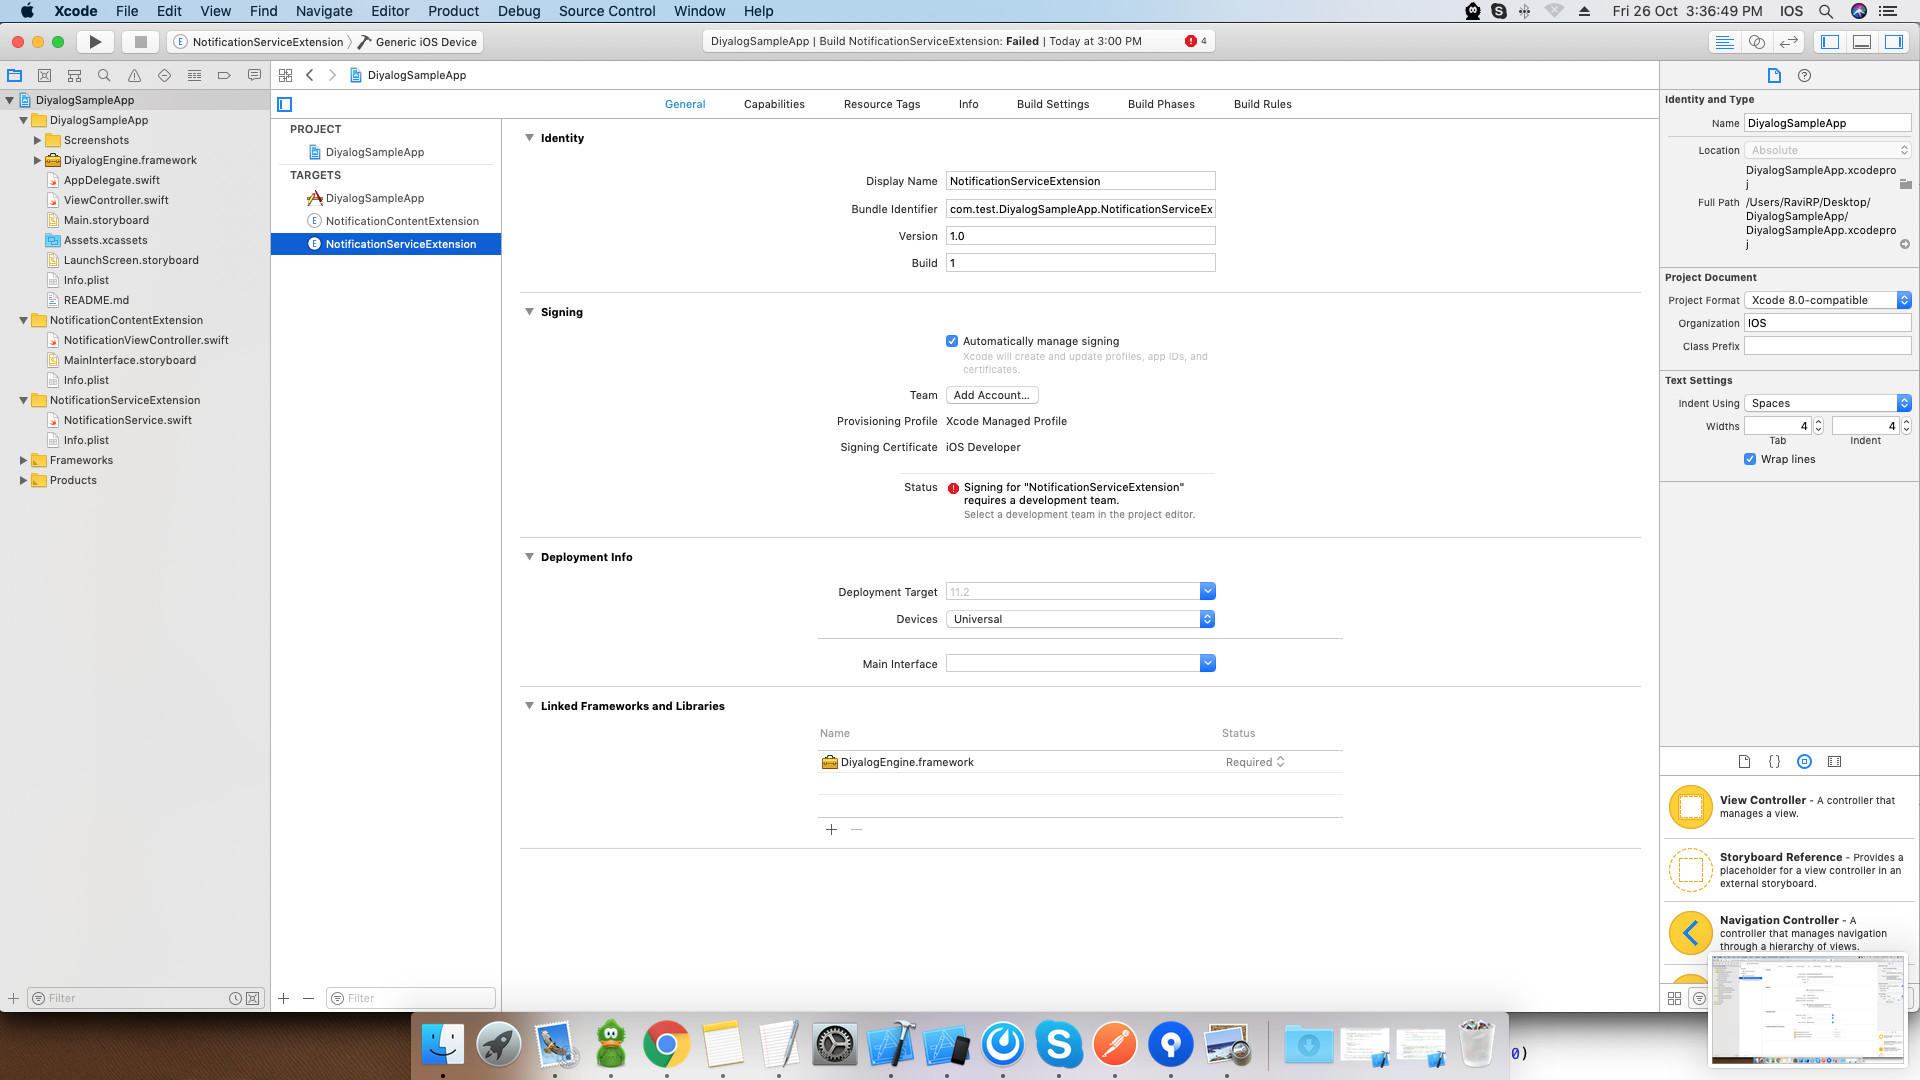 Xcode File Edit View Find Navigate Editor Product Debug Source Control Window Help
Fri 26 Oct 3:36:49 PM IOS
NotificationServiceExtension Generic iOS Device
DiyalogSampleApp | Build NotificationServiceExtension: Failed | Today at 3:00 PM
4
DiyalogSampleApp
DiyalogSampleApp
DiyalogSampleApp
Screenshots
DiyalogEngine.framework
AppDelegate.swift
ViewController.swift
Main.storyboard
Assets.xcassets
LaunchScreen.storyboard
Info.plist
README.md
NotificationContentExtension
NotificationViewController.swift
MainInterface.storyboard
Info.plist
NotificationServiceExtension
NotificationService.swift
Info.plist
Frameworks
Products
Filter
General Capabilities Resource Tags Info Build Settings Build Phases Build Rules
PROJECT
DiyalogSampleApp
TARGETS
DiyalogSampleApp
NotificationContentExtension
NotificationServiceExtension
Filter
Identity
Display Name NotificationServiceExtension
Bundle Identifier com.test.DiyalogSampleApp.NotificationServiceEx
Version 1.0
Build 1
Signing
Automatically manage signing
Xcode will create and update profiles, app IDs, and
certificates.
Team Add Account...
Provisioning Profile Xcode Managed Profile
Signing Certificate iOS Developer
Status Signing for "NotificationServiceExtension"
requires a development team.
Select a development team in the project editor.
Deployment Info
Deployment Target 11.2
Devices Universal
Main Interface
Linked Frameworks and Libraries
Name Status
DiyalogEngine.framework Required
Identity and Type
Name DiyalogSampleApp
Location Absolute
DiyalogSampleApp.xcodepro
j
Full Path /Users/RaviRP/Desktop/
DiyalogSampleApp/
DiyalogSampleApp.xcodepro
j
Project Document
Project Format Xcode 8.0-compatible
Organization IOS
Class Prefix
Text Settings
Indent Using Spaces
Widths 4 4
Tab Indent
Wrap lines
View Controller - A controller that
manages a view.
Storyboard Reference - Provides a
placeholder for a view controller in an
external storyboard.
Navigation Controller - A
controller that manages navigation
through a hierarchy of views.
0)